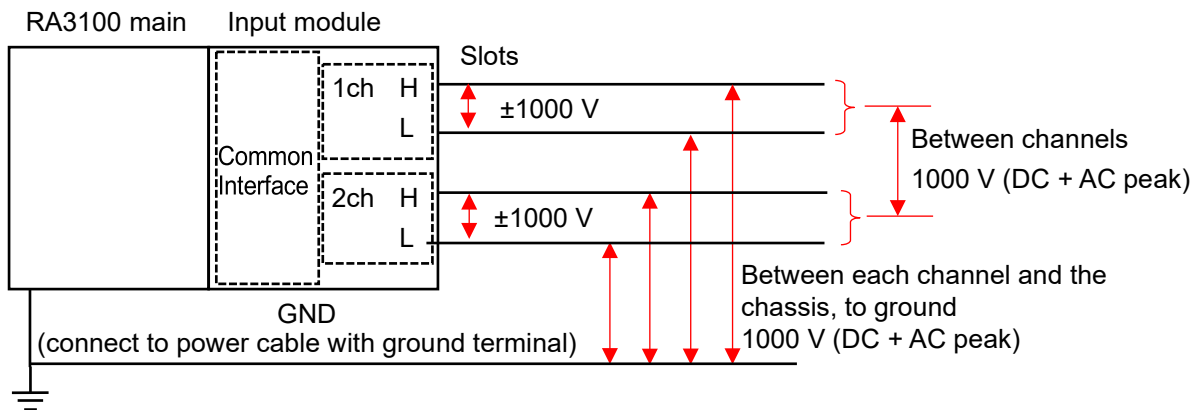 RA3100 main
Input module
Slots
1ch H
L
±1000 V
Common
Interface
2ch H
L
±1000 V
Between channels
1000 V (DC + AC peak)
Between each channel and the
chassis, to ground
1000 V (DC + AC peak)
GND
(connect to power cable with ground terminal)